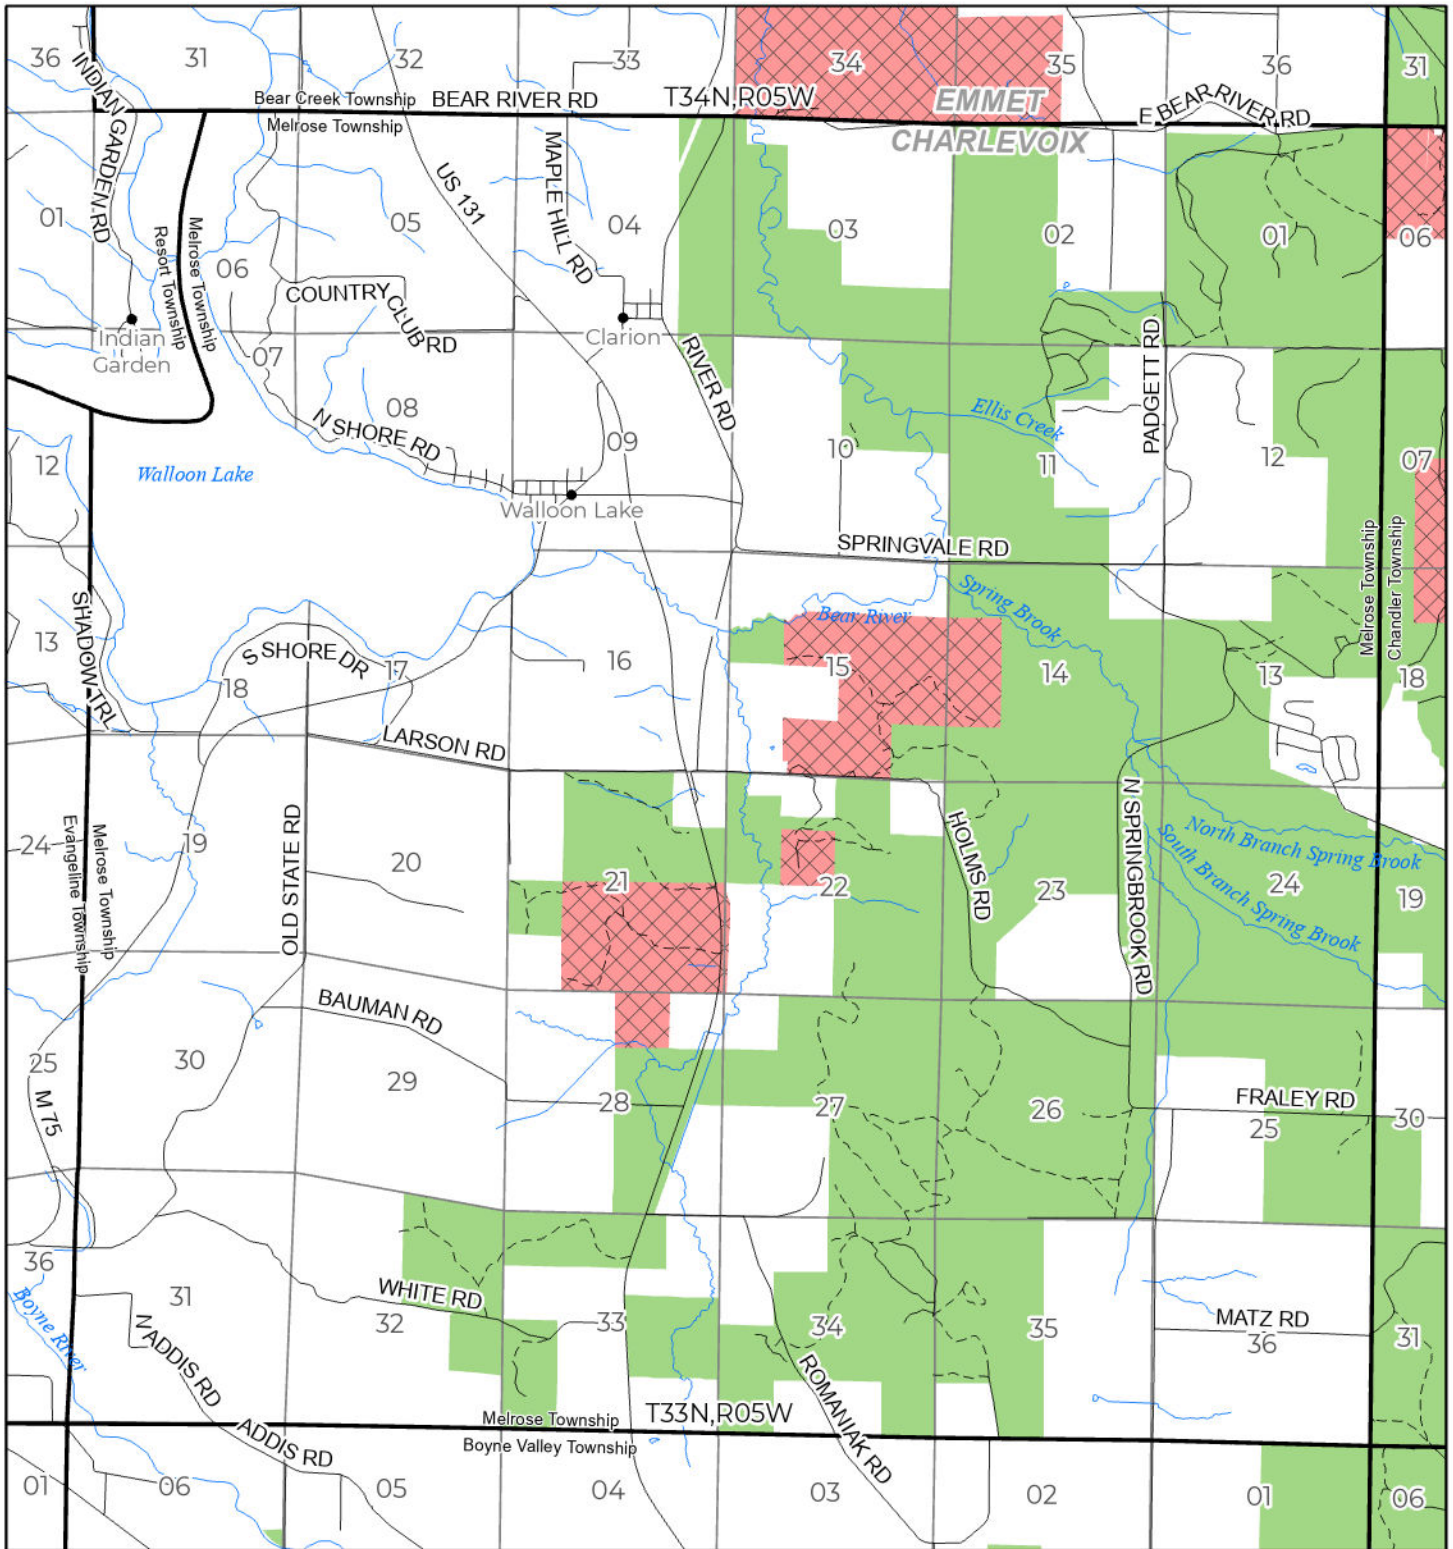 36
31
32
33
34
35
36
31
INDIAN GARDEN RD
Bear Creek Township
BEAR RIVER RD
T34N,R05W
EMMET
E BEAR RIVER RD
Melrose Township
CHARLEVOIX
MAPLE HILL RD
US 131
01
Resort Township
Melrose Township
06
05
04
03
02
01
06
COUNTRY CLUB RD
Indian
Garden
Clarion
07
RIVER RD
PADGETT RD
08
N SHORE RD
09
10
Ellis Creek
11
12
07
12
Walloon Lake
Walloon Lake
SPRINGVALE RD
Melrose Township
Chandler Township
SHADOW TRL
13
S SHORE DR
18
17
16
Bear River
15
Spring Brook
14
13
18
LARSON RD
24
Evangeline Township
Melrose Township
19
OLD STATE RD
20
21
22
HOLMS RD
23
N SPRINGBROOK RD
North Branch Spring Brook
South Branch Spring Brook
24
19
BAUMAN RD
25
M 75
30
29
28
27
26
FRALEY RD
25
30
36
Boyne River
31
N ADDIS RD
WHITE RD
32
33
34
ROMANIAK RD
35
MATZ RD
36
31
Melrose Township
T33N,R05W
Boyne Valley Township
ADDIS RD
01
06
05
04
03
02
01
06